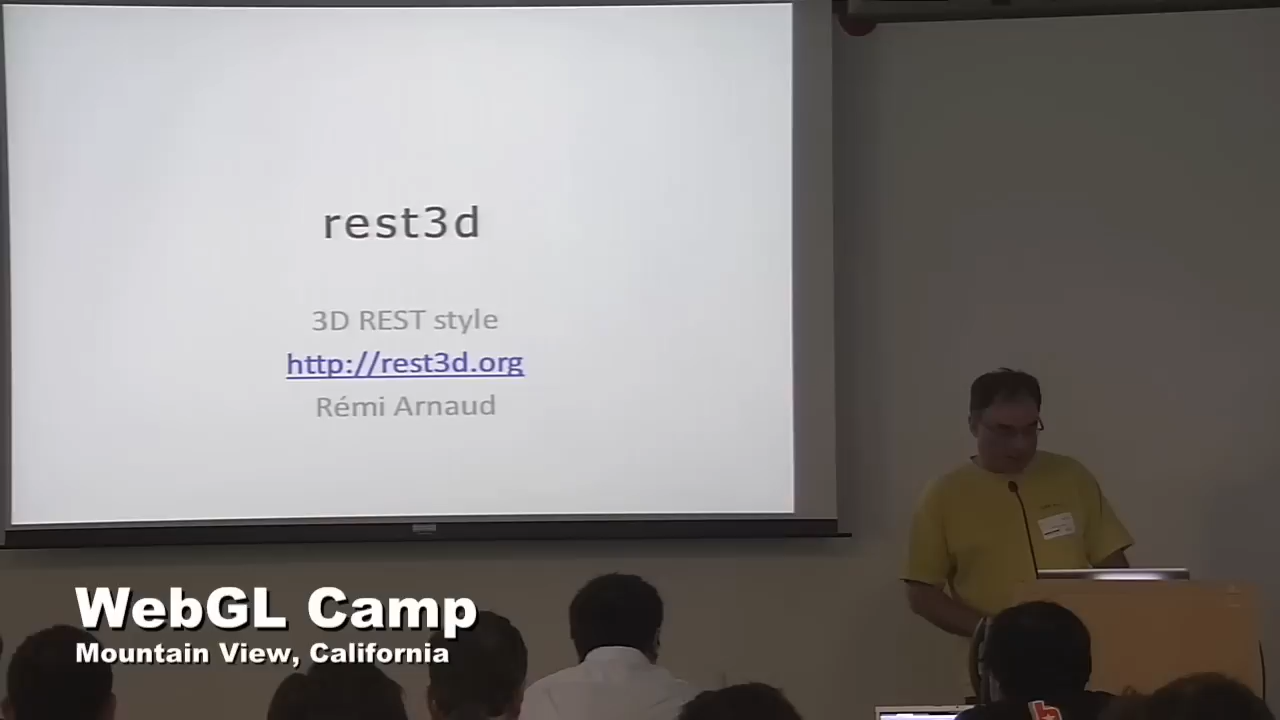 rest3d
3D REST style
http://rest3d.org
Rémi Arnaud
WebGL Camp
Mountain View, California